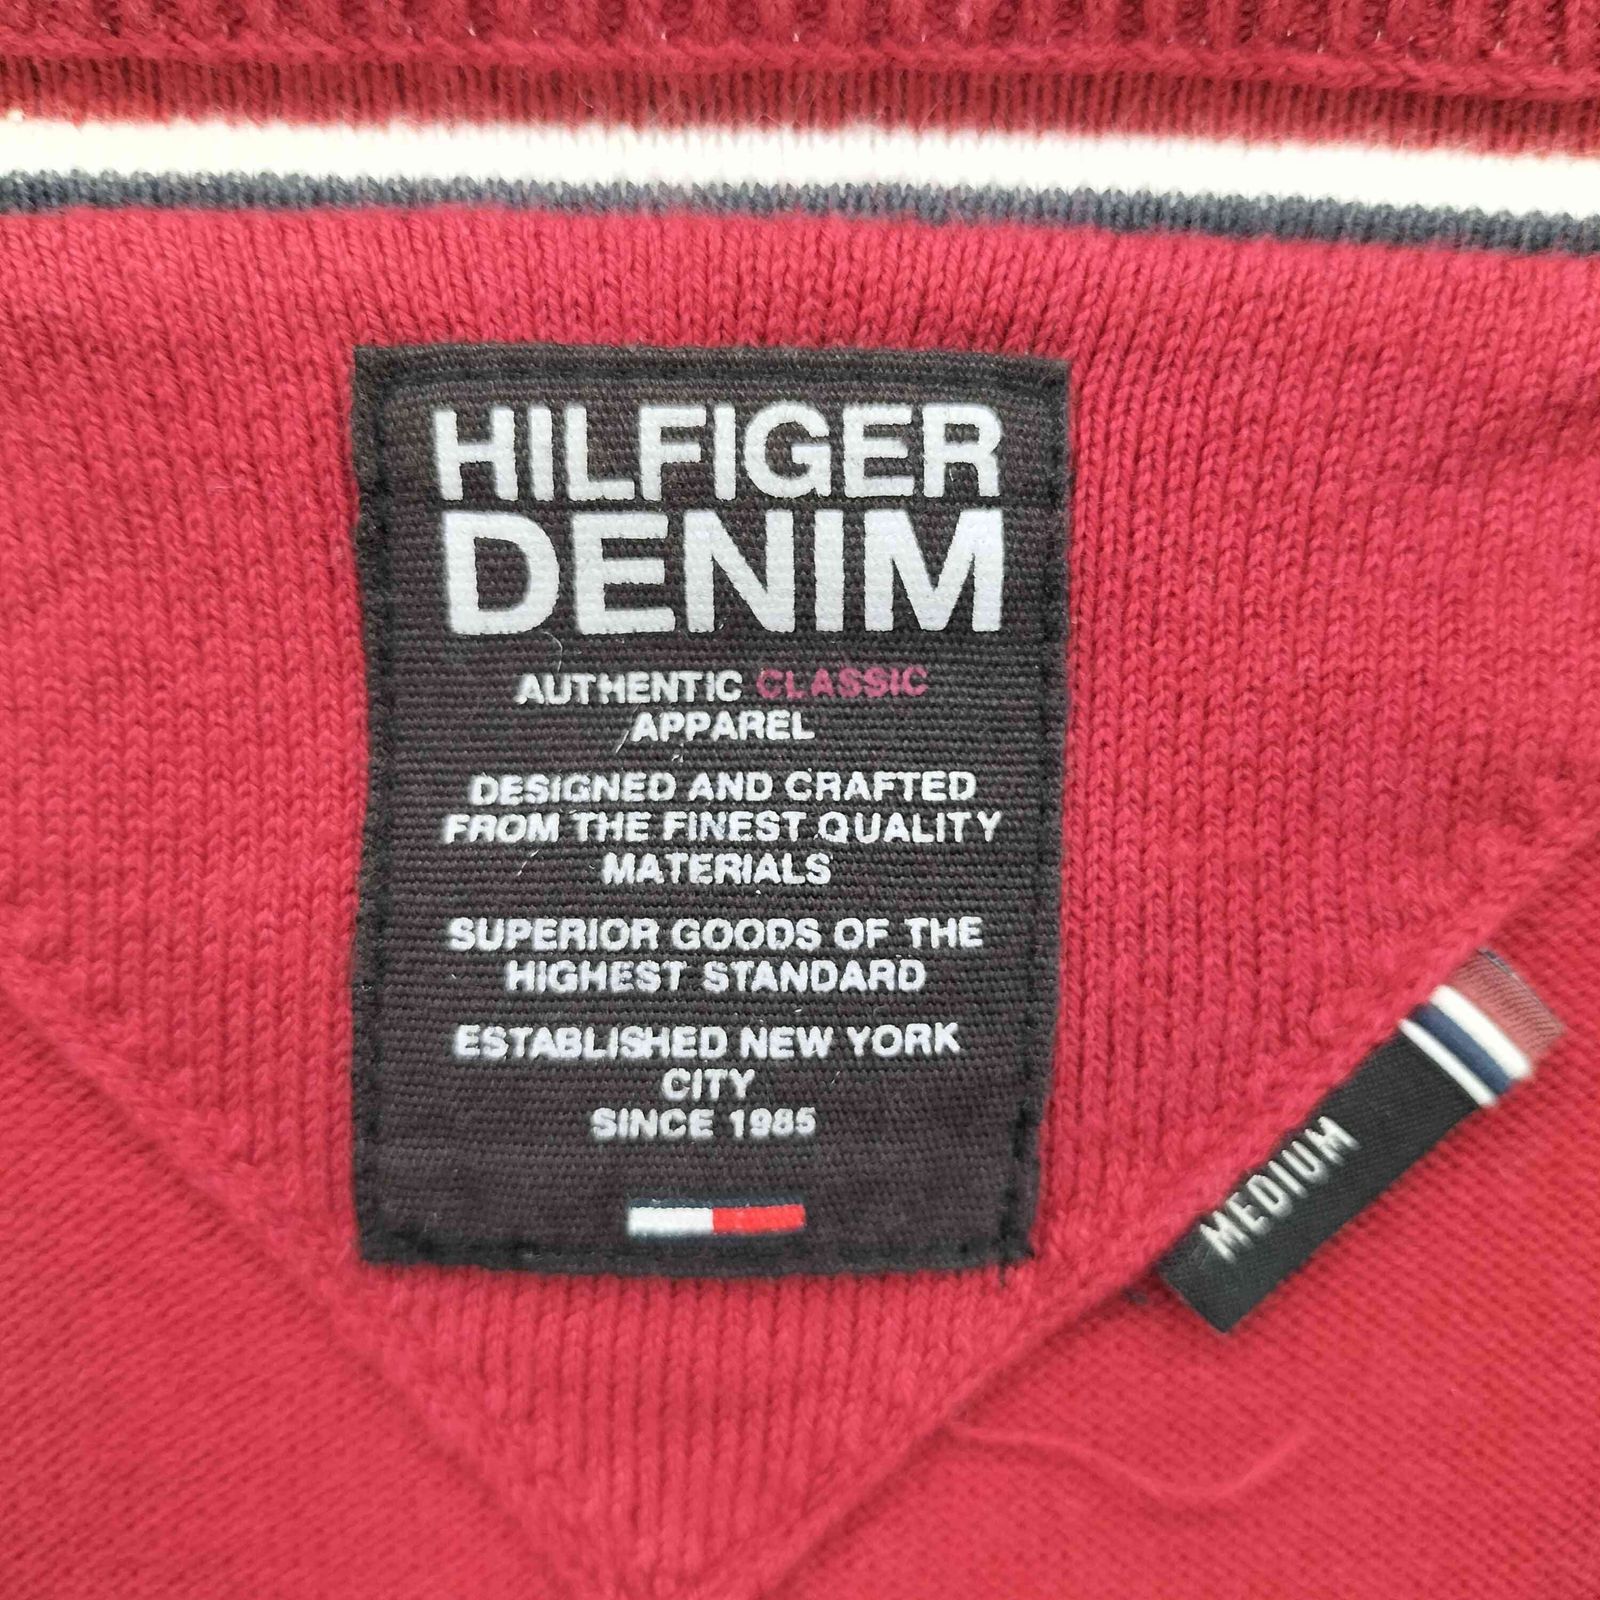 HILFIGER
DENIM
AUTHENTIC CLASSIC
APPAREL
DESIGNED AND CRAFTED
FROM THE FINEST QUALITY
MATERIALS
SUPERIOR GOODS OF THE
HIGHEST STANDARD
ESTABLISHED NEW YORK
CITY
SINCE 1985
MEDIUM